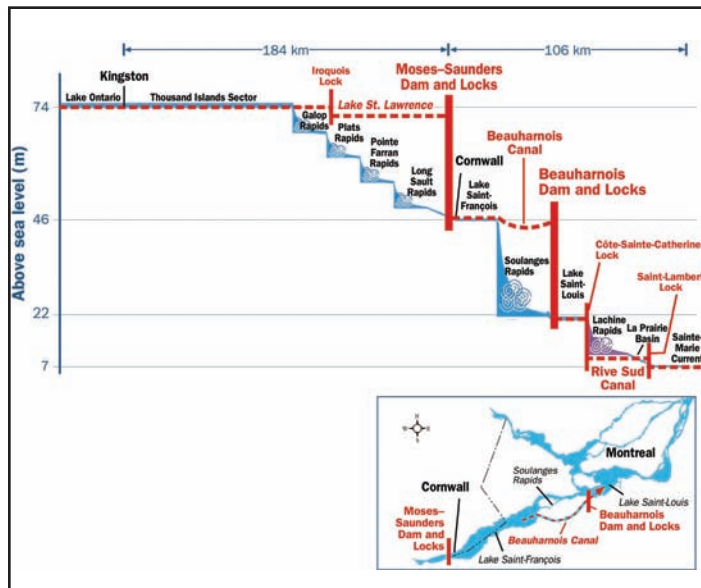 184 km
106 km
Kingston
Iroquois
Lock
Moses–Saunders
Dam and Locks
Lake Ontario
Thousand Islands Sector
Lake St. Lawrence
Galop
Rapids
Plats
Rapids
Pointe
Farran
Rapids
Long
Sault
Rapids
Cornwall
Lake
Saint-
François
Beauharnois
Canal
Beauharnois
Dam and Locks
Soulanges
Rapids
Lake
Saint-
Louis
Côte-Sainte-Catherine
Lock
Saint-Lambert
Lock
Lachine
Rapids
La Prairie
Basin
Sainte-
Marie
Current
Rive Sud
Canal
Above sea level (m)
74
46
22
7
N
W
E
S
Montreal
Soulanges
Rapids
Cornwall
Lake Saint-Louis
Moses–
Saunders
Dam and
Locks
Beauharnois
Dam and Locks
Beauharnois Canal
Lake Saint-François